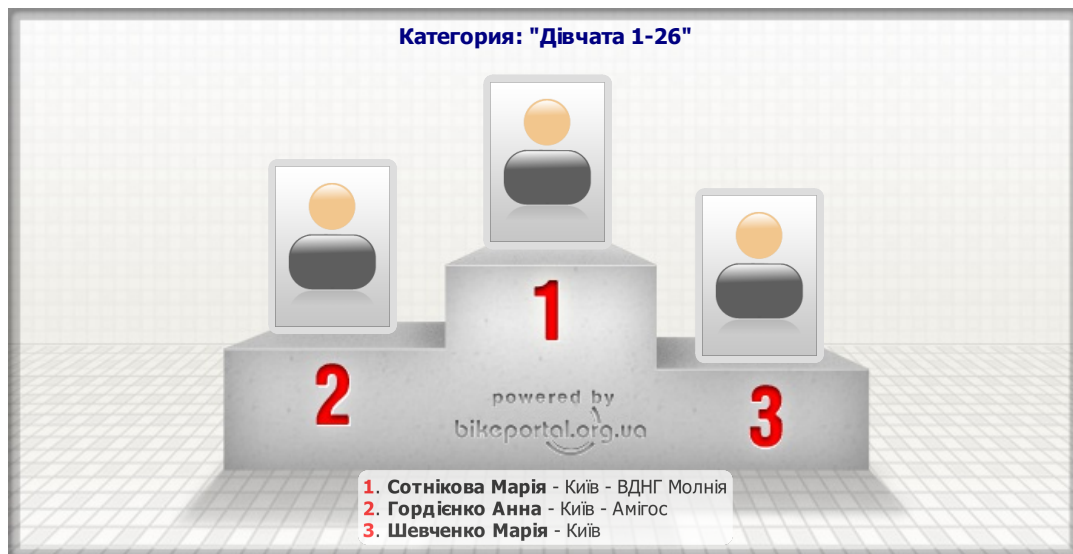 Категория: "Дівчата 1-26"
1
2
3
powered by
bikeportal.org.ua
1. Сотнікова Марія - Київ - ВДНГ Молнія
2. Гордієнко Анна - Київ - Амігос
3. Шевченко Марія - Київ